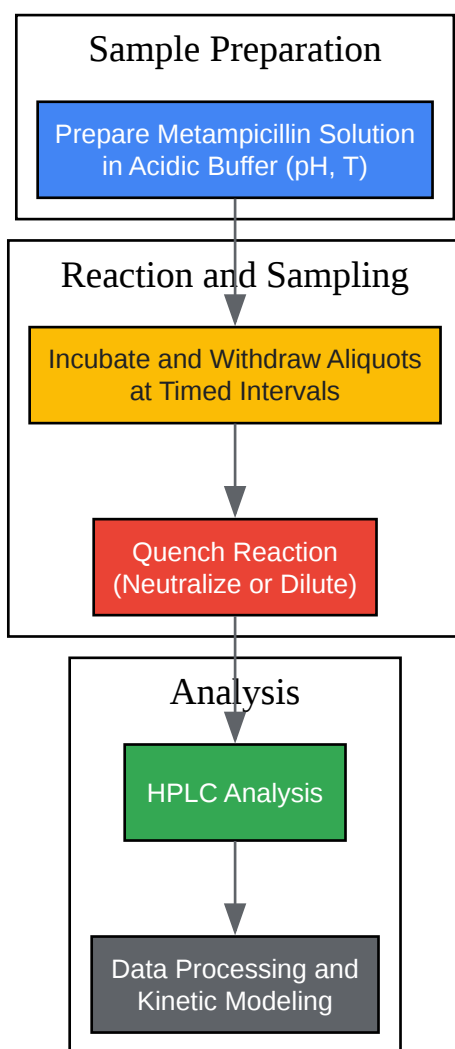 Sample Preparation
Prepare Metampicillin Solution
in Acidic Buffer (pH, T)
Reaction and Sampling
Incubate and Withdraw Aliquots
at Timed Intervals
Quench Reaction
(Neutralize or Dilute)
Analysis
HPLC Analysis
Data Processing and
Kinetic Modeling